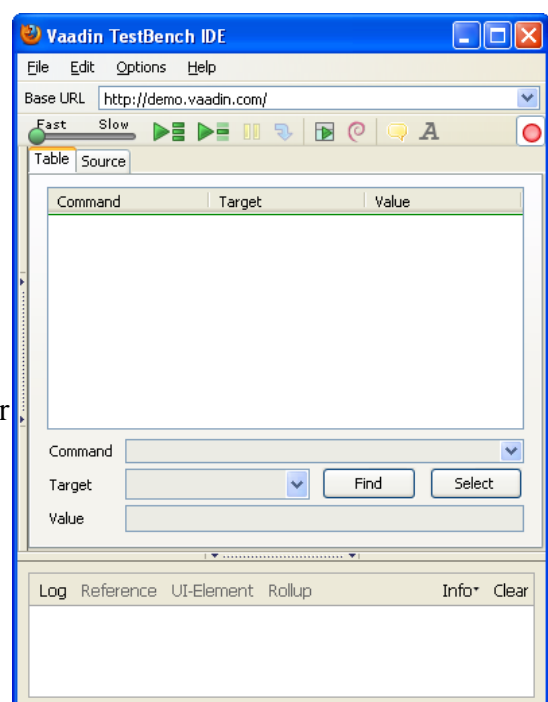 Vaadin TestBench IDE
File Edit Options Help
Base URL http://demo.vaadin.com/
Fast Slow A
Table Source
Command Target Value
r
Command
Target Find Select
Value
Log Reference UI-Element Rollup Info Clear